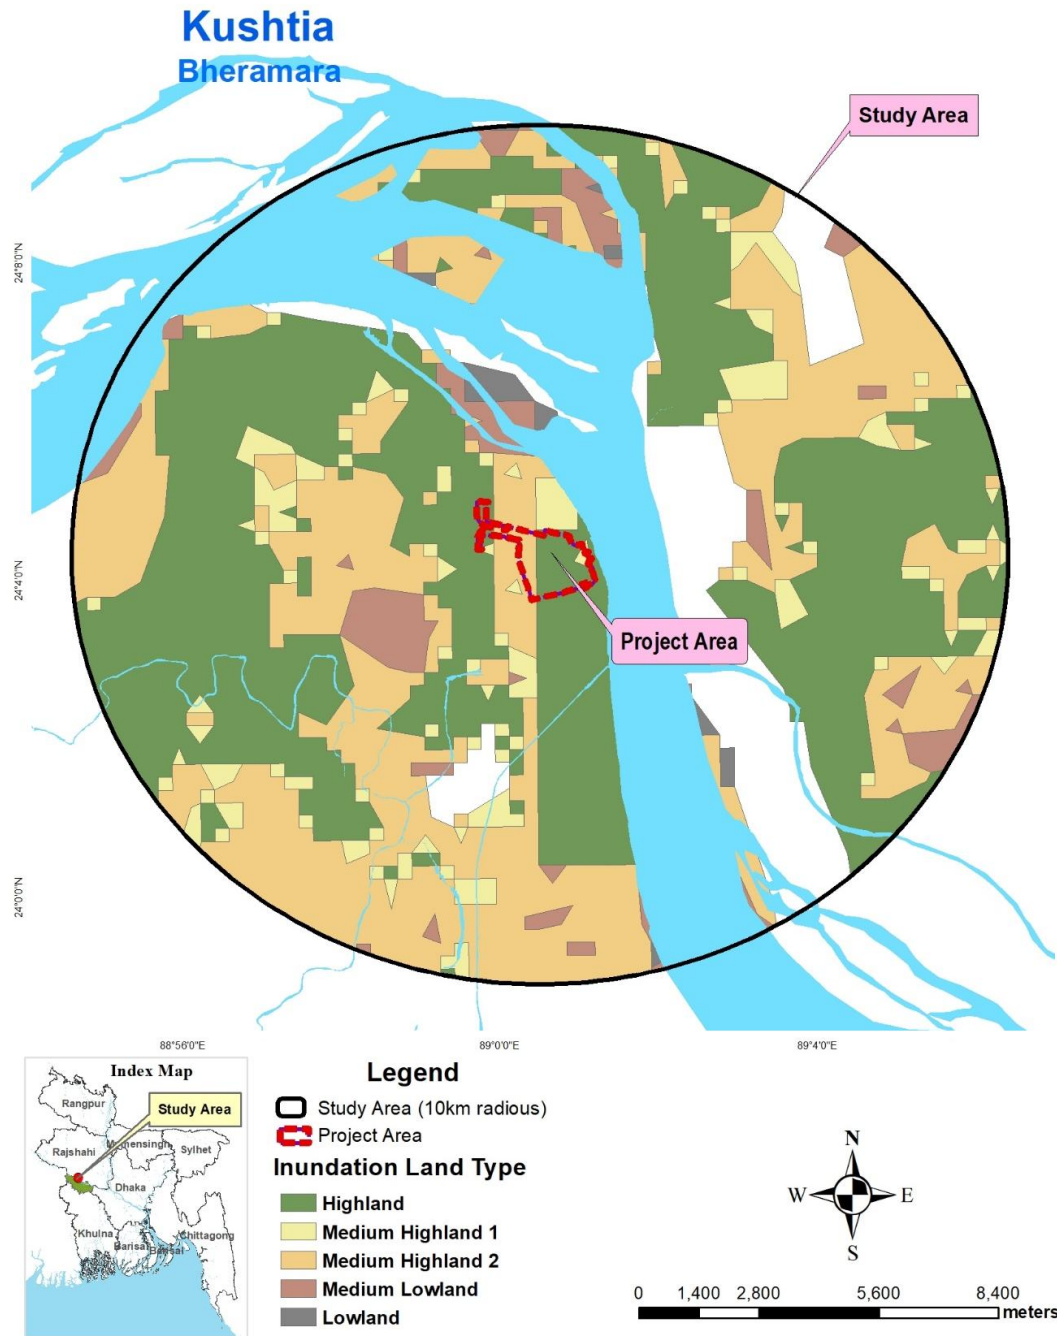 Kushtia
Bheramara
Study Area
24°8'0"N
24°4'0"N
Project Area
24°0'0"N
88°56'0"E
89°0'0"E
89°4'0"E
Index Map
Study Area
Rangpur
Rajshahi
Sylhet
Dhaka
Khulna
Barisal
Chittagong
Legend
Study Area (10km radious)
Project Area
Inundation Land Type
Highland
Medium Highland 1
Medium Highland 2
Medium Lowland
Lowland
N
W
E
S
0 1,400 2,800 5,600 8,400
meters